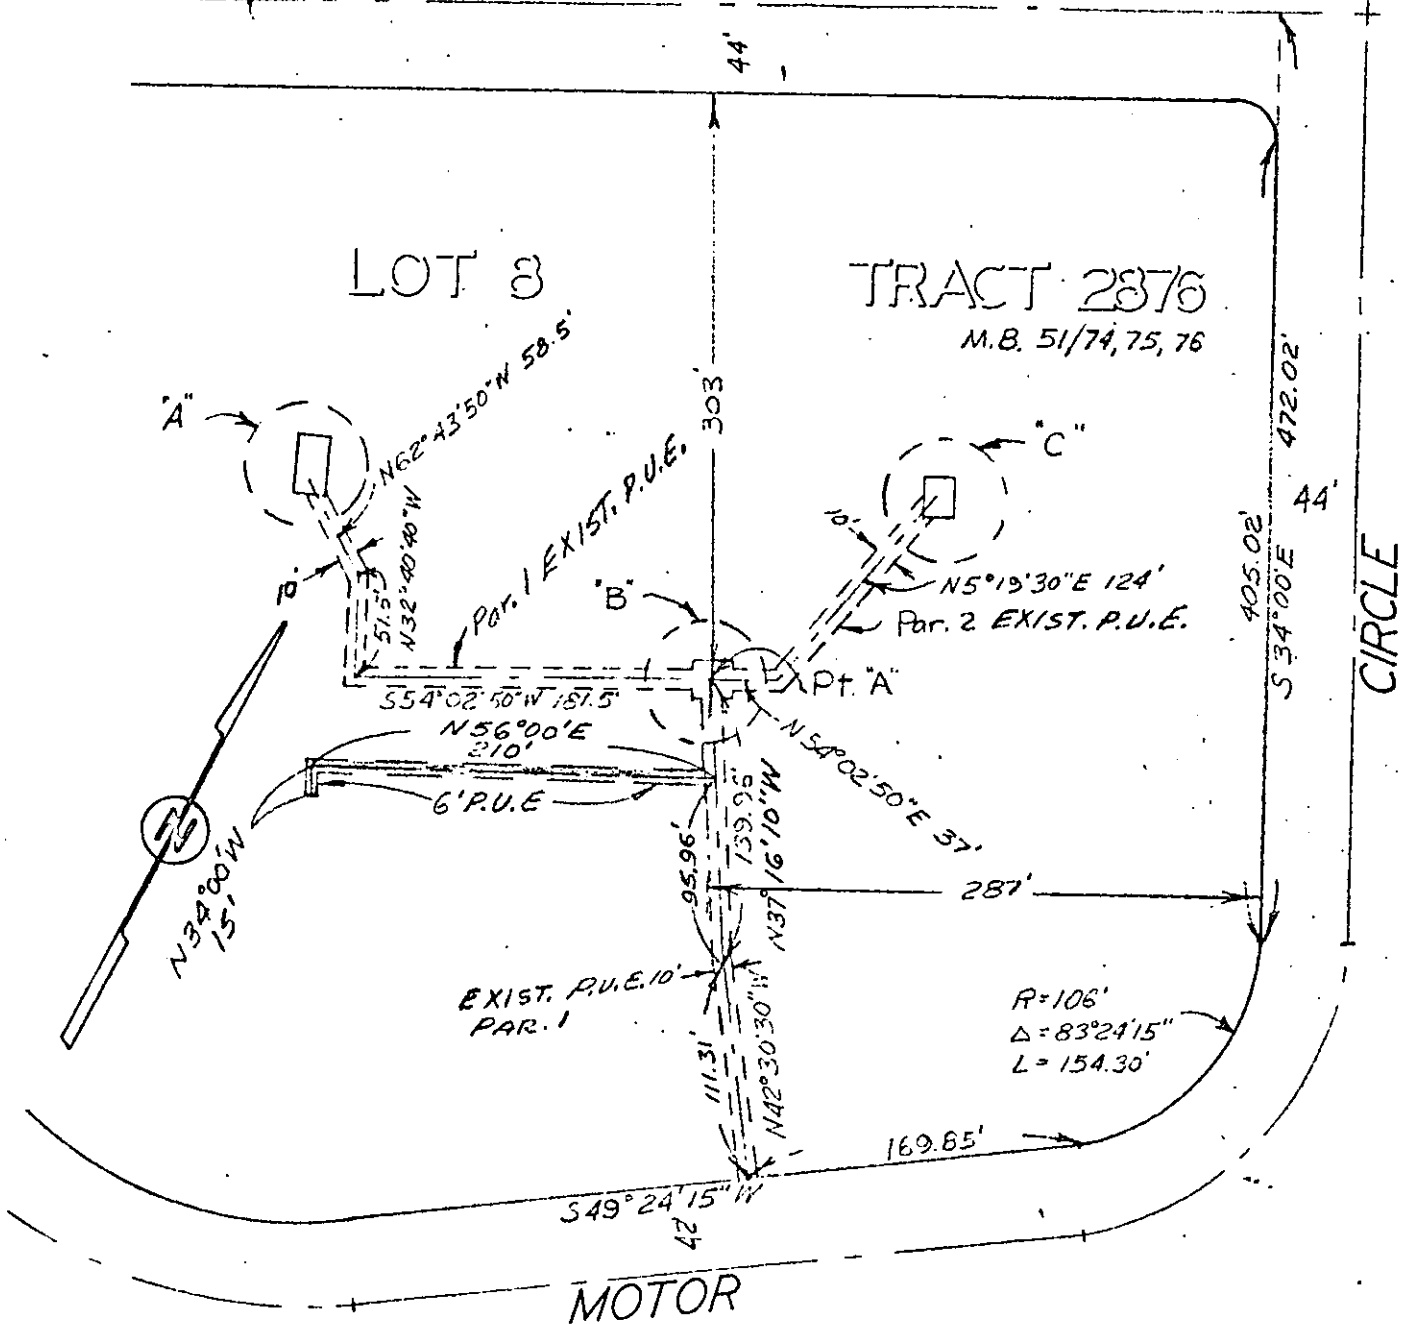 44'
LOT 8
TRACT 2876
M.B. 51/74, 75, 76
"A"
N62°43'50"N 58.5'
303'
"C"
472.02'
44'
10'
N32°40'40"W
51.5'
Par. 1 EXIST. P.U.E.
"B"
10'
N5°19'30"E 124'
Par. 2 EXIST. P.U.E.
405.02'
S 34°00'E
CIRCLE
Pt. "A"
S54°02'50"W 181.5'
N56°00'E
210'
N54°02'50"E 37'
6' P.U.E
N
N34°00'W
15'
95.96'
139.95'
N37°16'10"W
287'
EXIST. P.U.E. 10'
PAR. 1
111.31'
N42°30'30"W
R=106'
Δ=83°24'15"
L=154.30'
169.85'
S49°24'15"W
42'
MOTOR